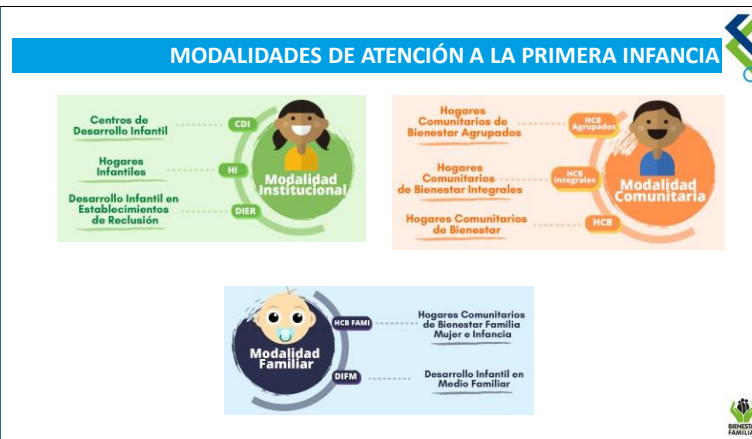 MODALIDADES DE ATENCIÓN A LA PRIMERA INFANCIA
Centros de
Desarrollo Infantil
CDI
Hogares
Infantiles
HI
Desarrollo Infantil en
Establecimientos
de Reclusión
DIER
Modalidad
Institucional
Hogares
Comunitarios de
Bienestar Agrupados
HCB
Agrupados
Hogares
Comunitarios
de Bienestar Integrales
HCB
Integrales
Hogares Comunitarios
de Bienestar
HCB
Modalidad
Comunitaria
Modalidad
Familiar
HCB FAMI
Hogares Comunitarios
de Bienestar Familia
Mujer e Infancia
DIFM
Desarrollo Infantil en
Medio Familiar